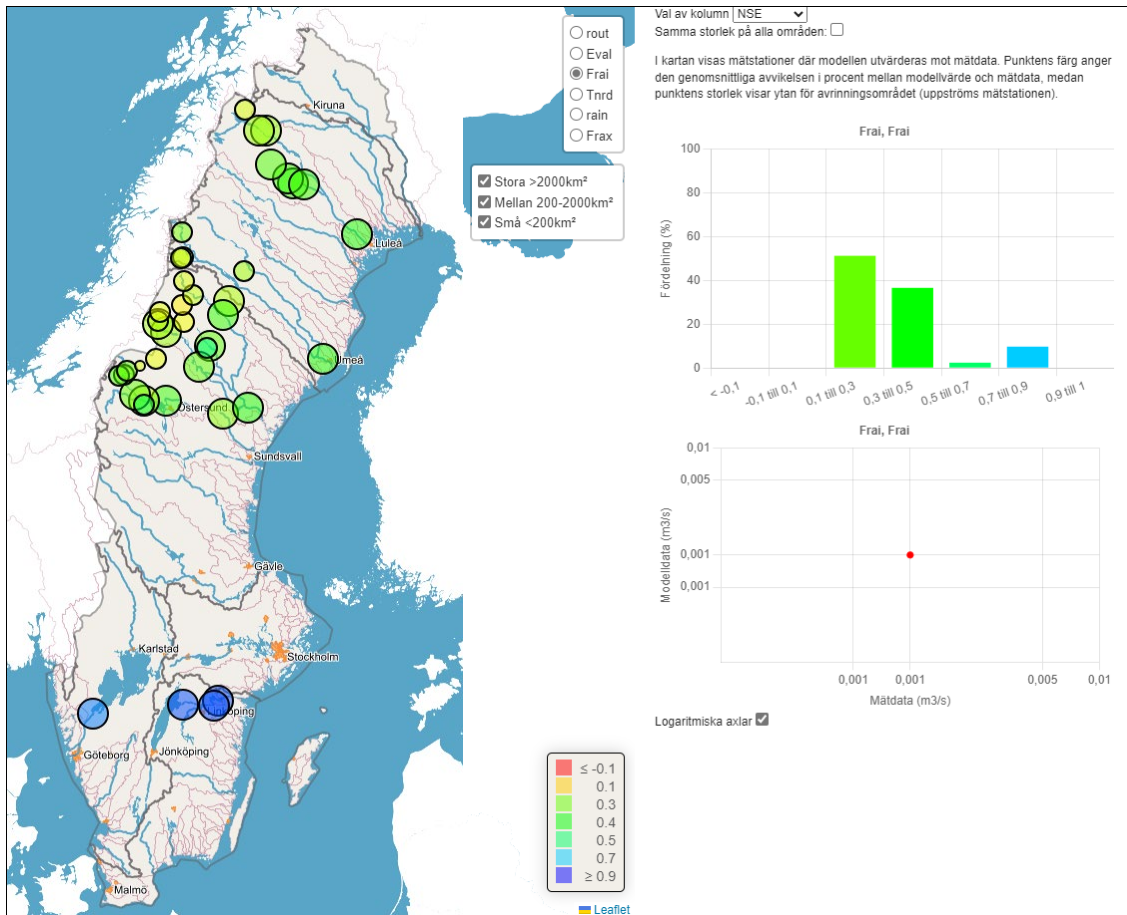 Kiruna
Luleå
Umeå
Östersund
Sundsvall
Gävle
Karlstad
Stockholm
Linköping
Göteborg
Jönköping
Malmö
rout
Eval
Frai
Tnrd
rain
Frax
Stora >2000km²
Mellan 200-2000km²
Små <200km²
≤ -0.1
0.1
0.3
0.4
0.5
0.7
≥ 0.9
Leaflet
Val av kolumn NSE
Samma storlek på alla områden:
I kartan visas mätstationer där modellen utvärderas mot mätdata. Punktens färg anger
den genomsnittliga avvikelsen i procent mellan modellvärde och mätdata, medan
punktens storlek visar ytan för avrinningsområdet (uppströms mätstationen).
Frai, Frai
Fördelning (%)
100
80
60
40
20
0
< -0,1
-0,1 till 0,1
0,1 till 0,3
0,3 till 0,5
0,5 till 0,7
0,7 till 0,9
0,9 till 1
Frai, Frai
Modelldata (m3/s)
0,01
0,005
0,001
0,001
0,001
0,001
0,005
0,01
Mätdata (m3/s)
Logaritmiska axlar